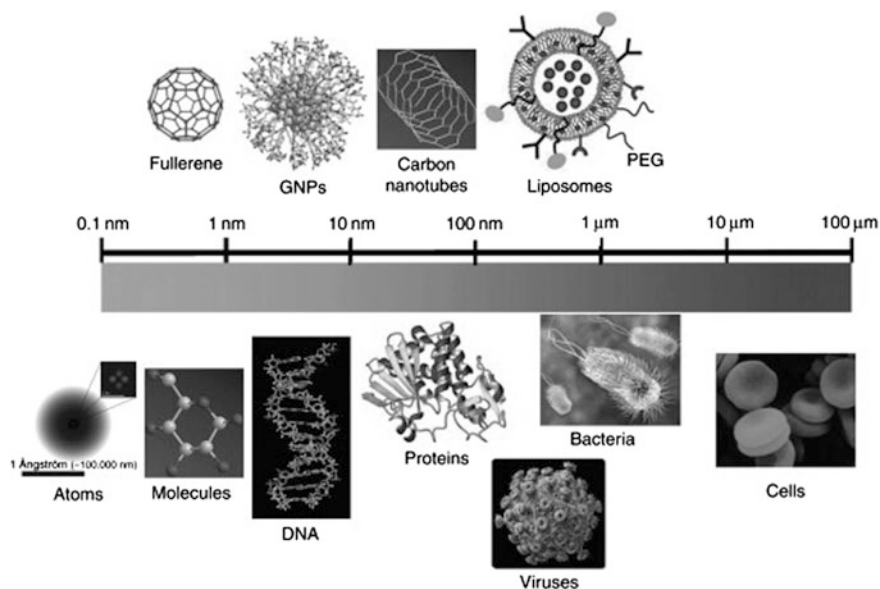 Fullerene
GNPs
Carbon
nanotubes
Liposomes
PEG
0.1 nm 1 nm 10 nm 100 nm 1 μm 10 μm 100 μm
1 Ångström (~100.000 nm)
Atoms
Molecules
DNA
Proteins
Viruses
Bacteria
Cells